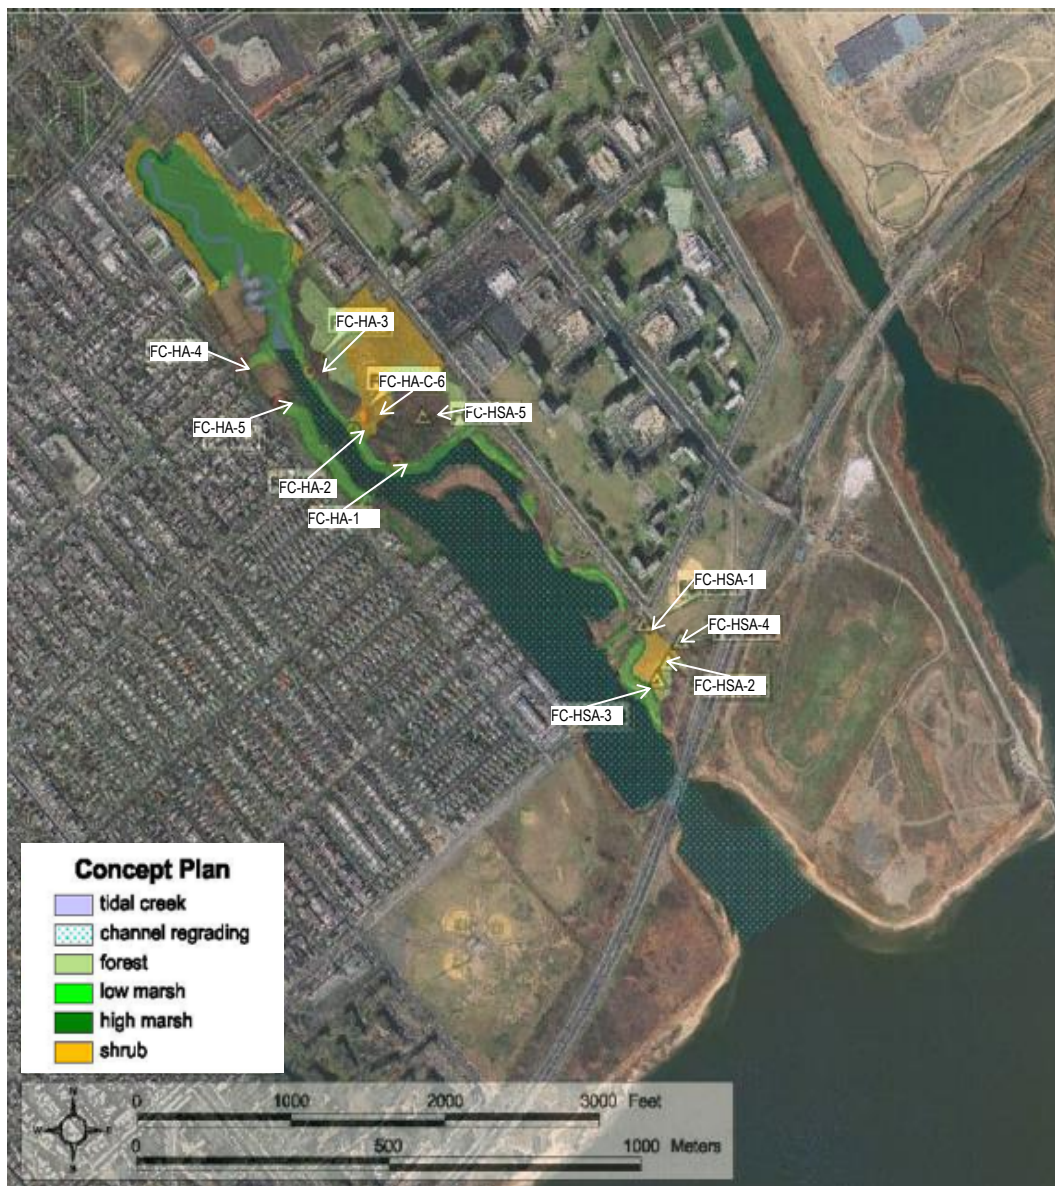 FC-HA-3
FC-HA-4
FC-HA-C-6
FC-HSA-5
FC-HA-5
FC-HA-2
FC-HA-1
FC-HSA-1
FC-HSA-4
FC-HSA-2
FC-HSA-3
Concept Plan
tidal creek
channel regrading
forest
low marsh
high marsh
shrub
N
W E
S
0 1000 2000 3000 Feet
0 500 1000 Meters